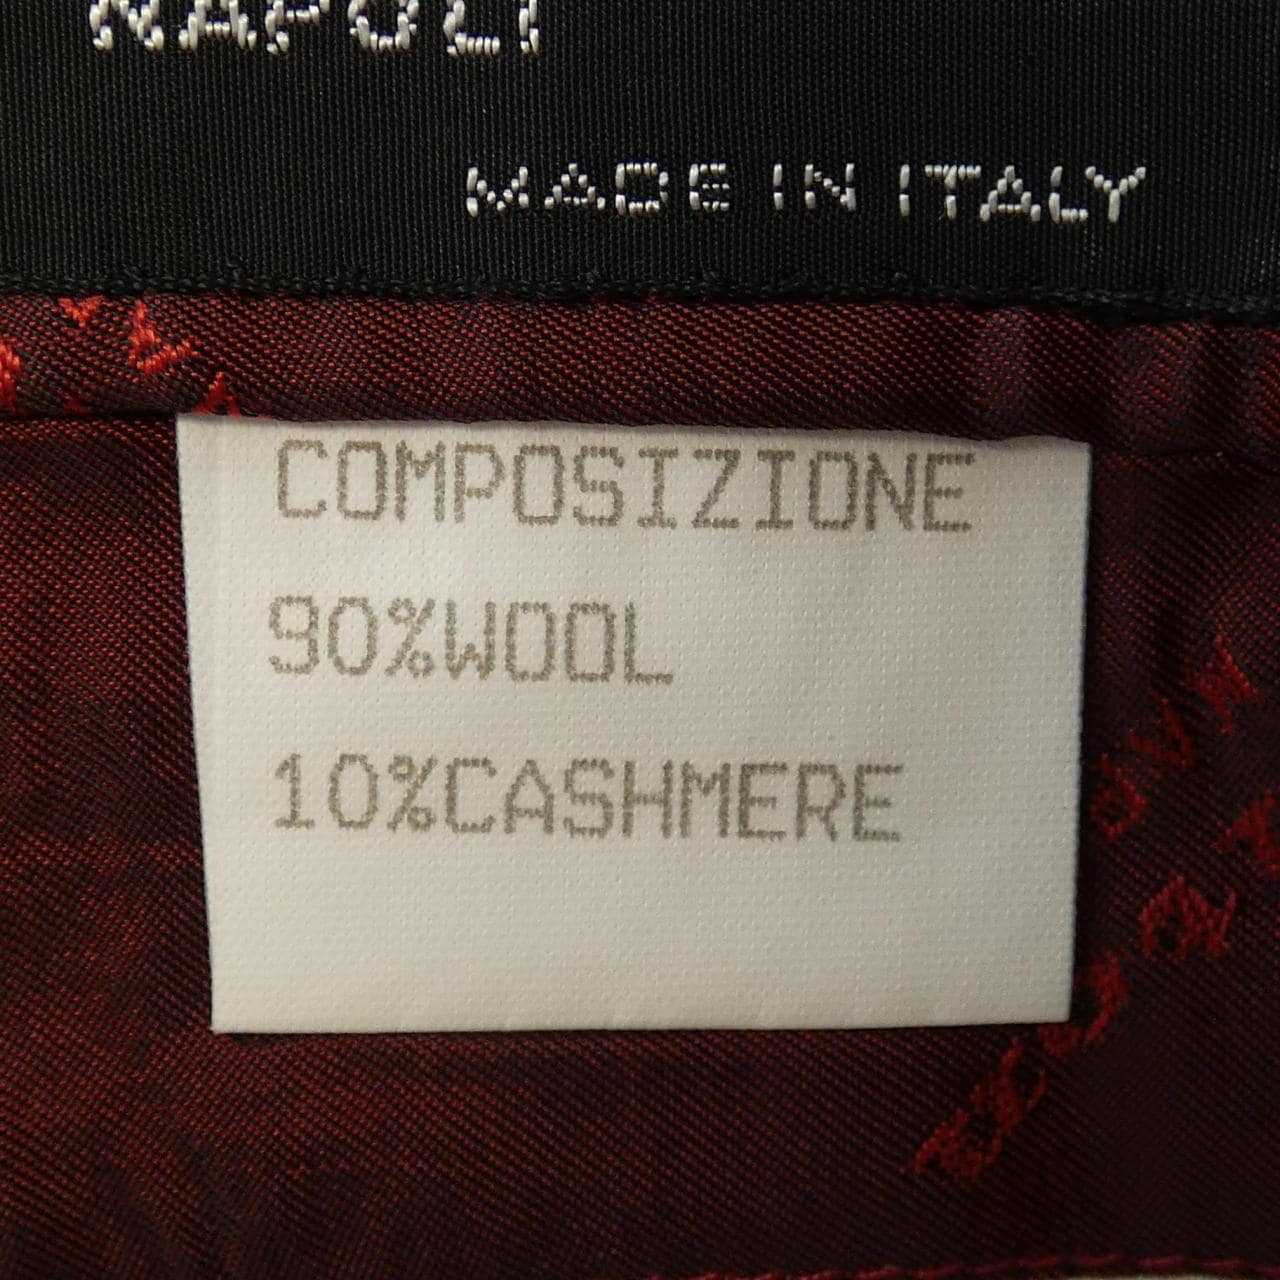 NAPOLI
MADE IN ITALY
COMPOSIZIONE
90%WOOL
10%CASHMERE